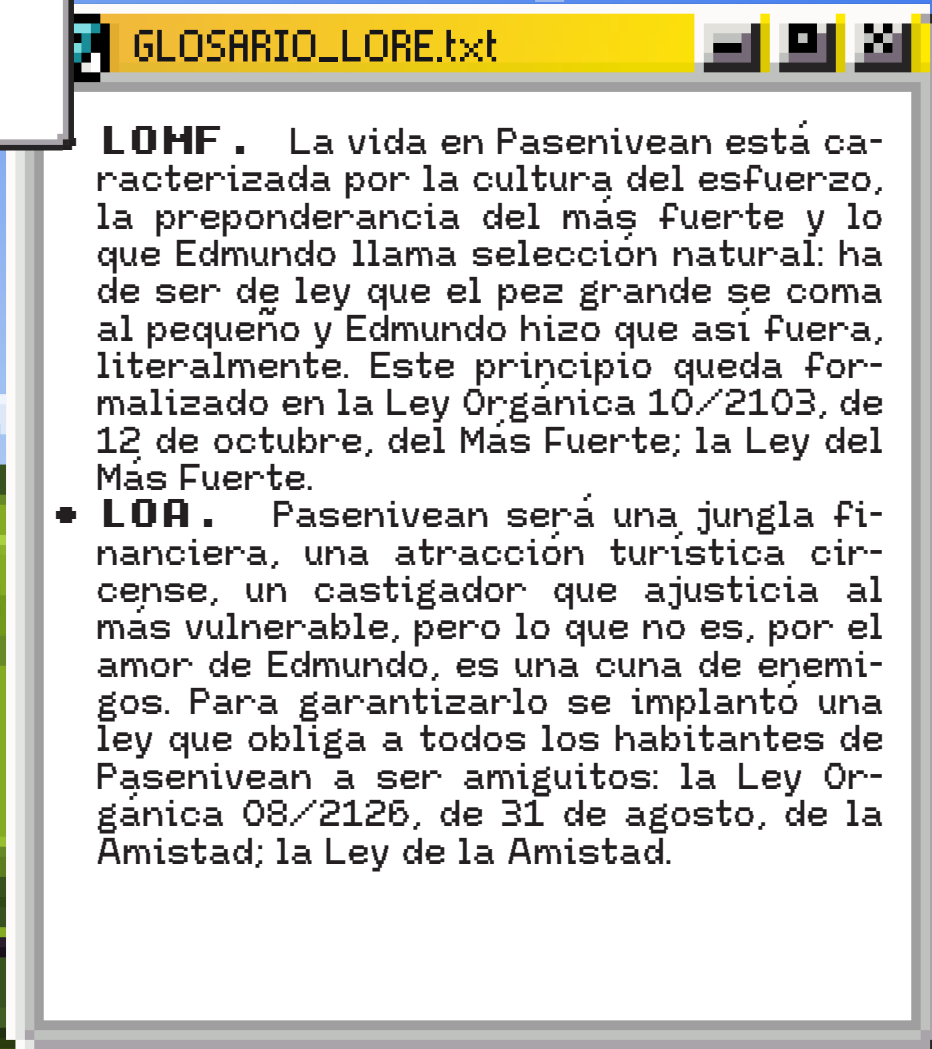 GLOSARIO_LORE.txt
• LOMF. La vida en Pasenivean está ca-
racterizada por la cultura del esfuerzo,
la preponderancia del más fuerte y lo
que Edmundo llama selección natural: ha
de ser de ley que el pez grande se coma
al pequeño y Edmundo hizo que así fuera,
literalmente. Este principio queda for-
malizado en la Ley Orgánica 10/2103, de
12 de octubre, del Más Fuerte; la Ley del
Más Fuerte.
• LOA. Pasenivean será una jungla fi-
nanciera, una atracción turística cir-
cense, un castigador que ajusticia al
más vulnerable, pero lo que no es, por el
amor de Edmundo, es una cuna de enemi-
gos. Para garantizarlo se implantó una
ley que obliga a todos los habitantes de
Pasenivean a ser amiguitos: la Ley Or-
gánica 08/2126, de 31 de agosto, de la
Amistad; la Ley de la Amistad.